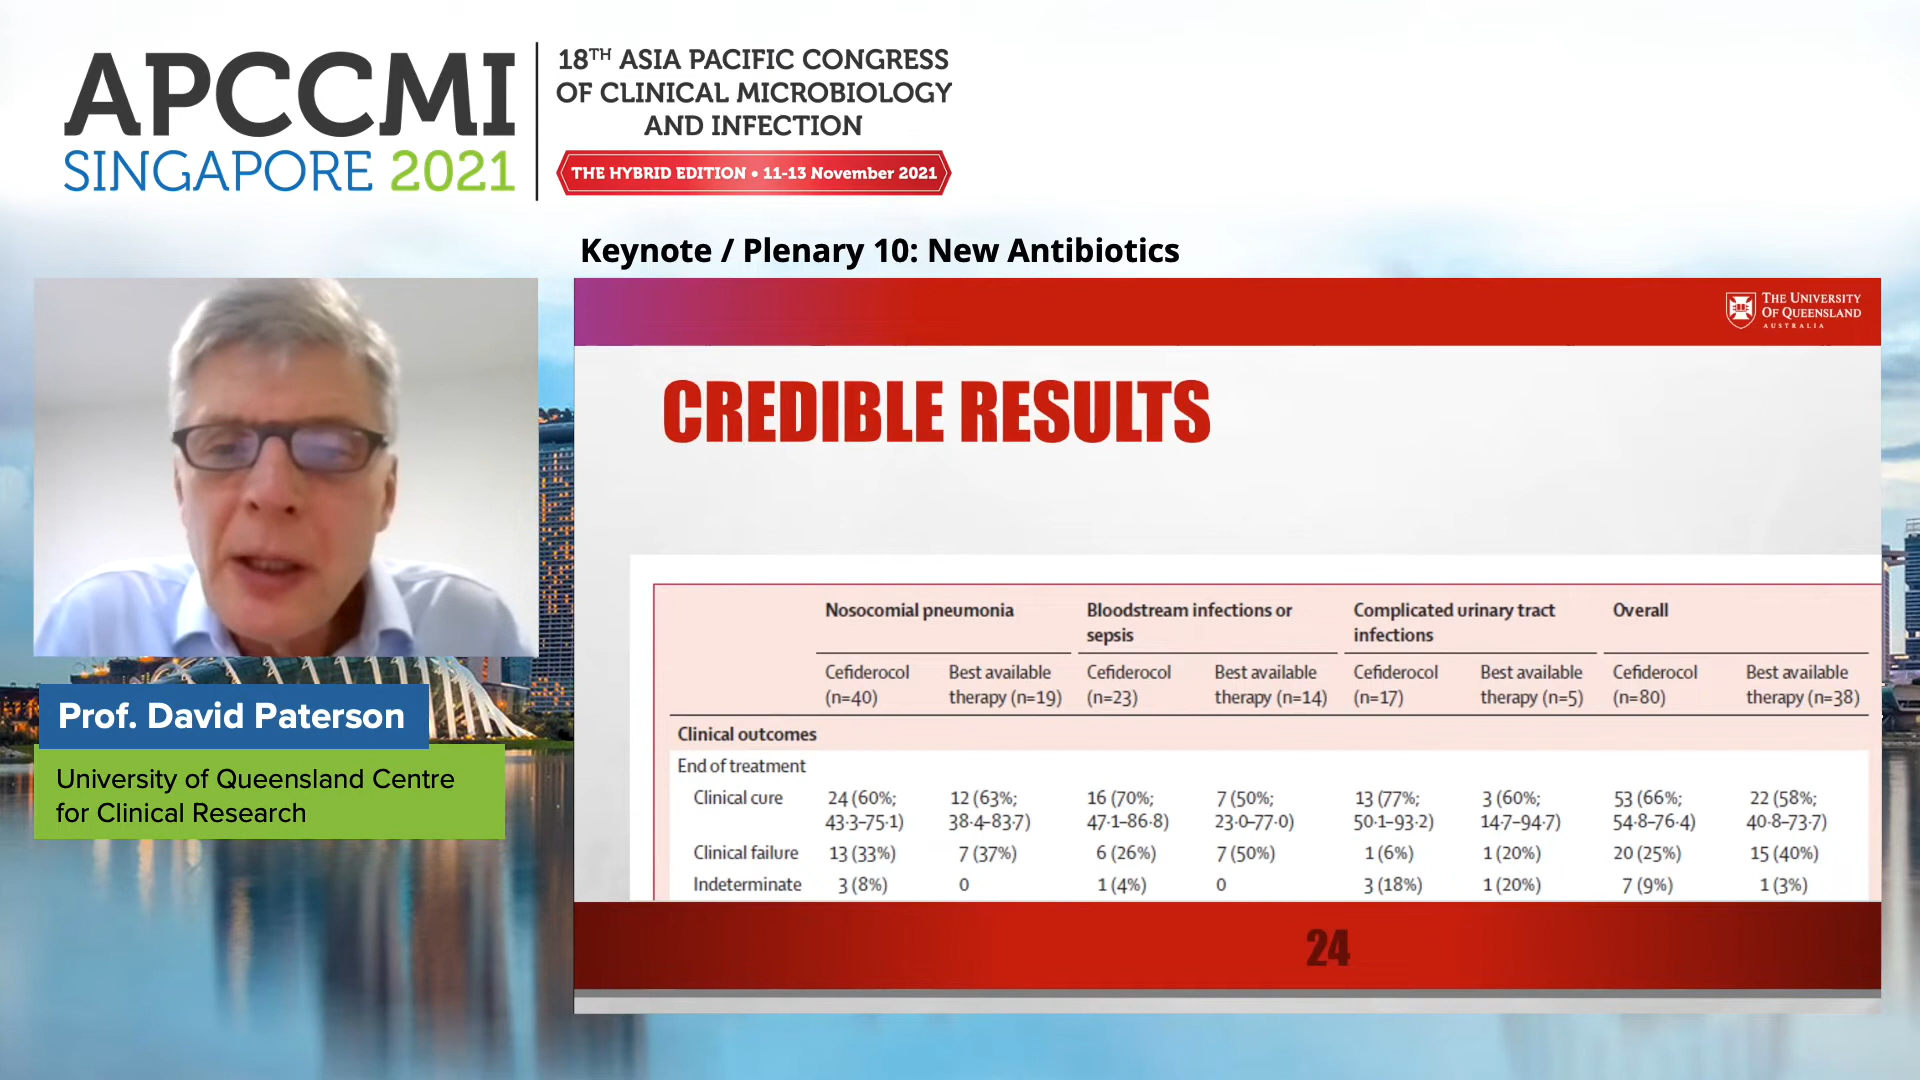 APCCMI
SINGAPORE 2021
18TH ASIA PACIFIC CONGRESS
OF CLINICAL MICROBIOLOGY
AND INFECTION
THE HYBRID EDITION • 11-13 November 2021
Keynote / Plenary 10: New Antibiotics
THE UNIVERSITY
OF QUEENSLAND
AUSTRALIA
CREDIBLE RESULTS
Nosocomial pneumonia Bloodstream infections or Complicated urinary tract Overall
sepsis infections
Cefiderocol Best available Cefiderocol Best available Cefiderocol Best available Cefiderocol Best available
(n=40) therapy (n=19) (n=23) therapy (n=14) (n=17) therapy (n=5) (n=80) therapy (n=38)
Clinical outcomes
End of treatment
Clinical cure 24 (60%; 12 (63%; 16 (70%; 7 (50%; 13 (77%; 3 (60%; 53 (66%; 22 (58%;
43·3–75·1) 38·4–83·7) 47·1–86·8) 23·0–77·0) 50·1–93·2) 14·7–94·7) 54·8–76·4) 40·8–73·7)
Clinical failure 13 (33%) 7 (37%) 6 (26%) 7 (50%) 1 (6%) 1 (20%) 20 (25%) 15 (40%)
Indeterminate 3 (8%) 0 1 (4%) 0 3 (18%) 1 (20%) 7 (9%) 1 (3%)
24
Prof. David Paterson
University of Queensland Centre
for Clinical Research